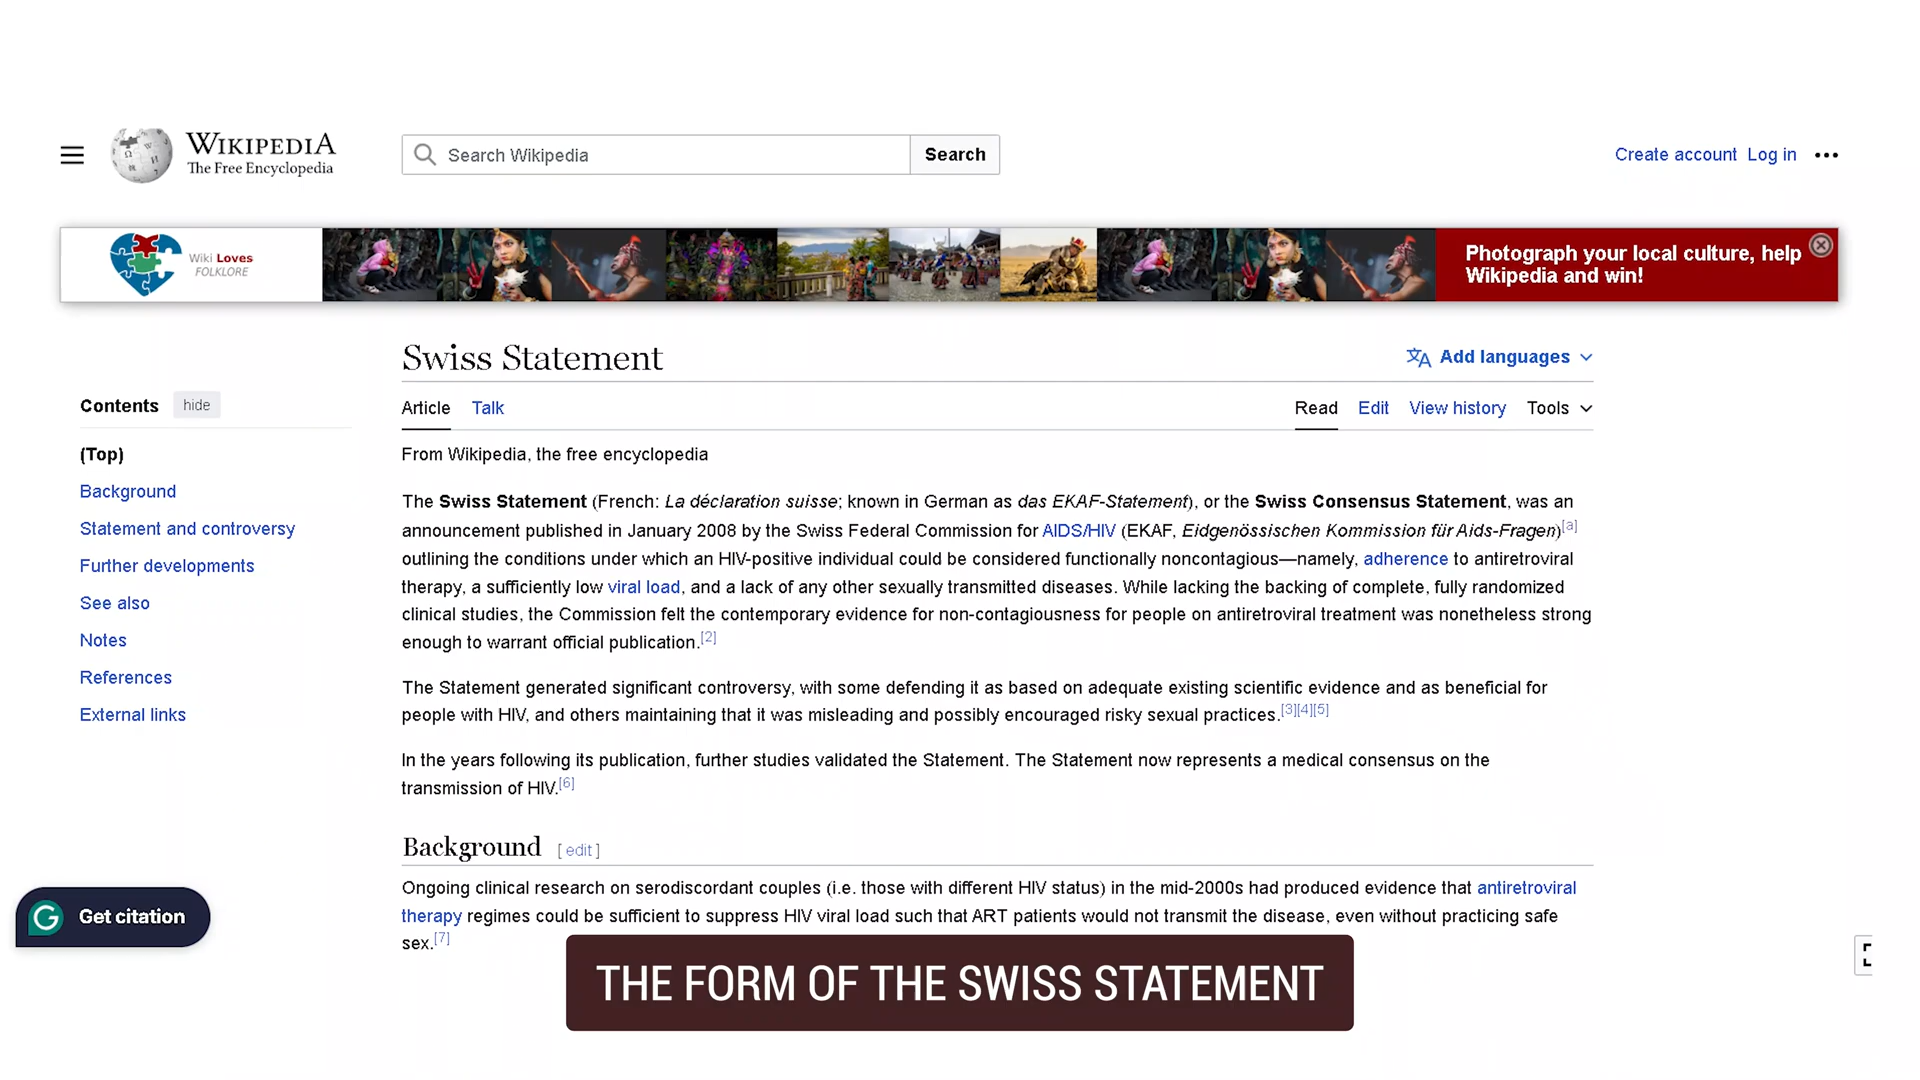 WIKIPEDIA
The Free Encyclopedia
Search Wikipedia
Search
Create account Log in
Wiki Loves
FOLKLORE
Photograph your local culture, help
Wikipedia and win!
Swiss Statement
Add languages
Contents hide
Article Talk
Read Edit View history Tools
(Top)
Background
Statement and controversy
Further developments
See also
Notes
References
External links
From Wikipedia, the free encyclopedia
The Swiss Statement (French: La déclaration suisse; known in German as das EKAF-Statement), or the Swiss Consensus Statement, was an
announcement published in January 2008 by the Swiss Federal Commission for AIDS/HIV (EKAF, Eidgenössischen Kommission für Aids-Fragen)[a]
outlining the conditions under which an HIV-positive individual could be considered functionally noncontagious—namely, adherence to antiretroviral
therapy, a sufficiently low viral load, and a lack of any other sexually transmitted diseases. While lacking the backing of complete, fully randomized
clinical studies, the Commission felt the contemporary evidence for non-contagiousness for people on antiretroviral treatment was nonetheless strong
enough to warrant official publication.[2]
The Statement generated significant controversy, with some defending it as based on adequate existing scientific evidence and as beneficial for
people with HIV, and others maintaining that it was misleading and possibly encouraged risky sexual practices.[3][4][5]
In the years following its publication, further studies validated the Statement. The Statement now represents a medical consensus on the
transmission of HIV.[6]
Background [ edit ]
Ongoing clinical research on serodiscordant couples (i.e. those with different HIV status) in the mid-2000s had produced evidence that antiretroviral
therapy regimes could be sufficient to suppress HIV viral load such that ART patients would not transmit the disease, even without practicing safe
sex.[7]
Get citation
THE FORM OF THE SWISS STATEMENT